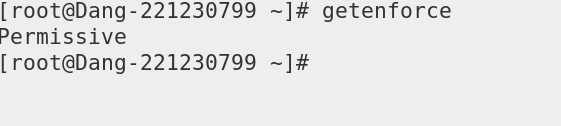 [root@Dang-221230799 ~]# getenforce
Permissive
[root@Dang-221230799 ~]#